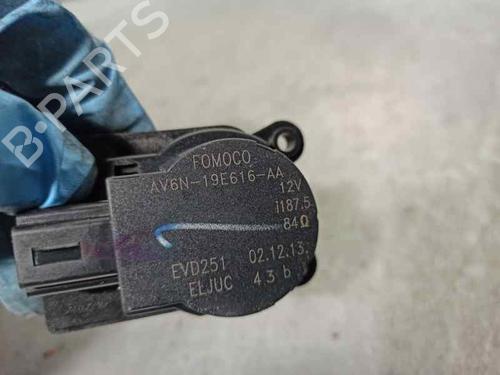 B-PARTS
FOMOCO
AV6N-19E616-AA
12V
i187.5
84Ω
EVD251 02.12.13.
ELJUC 4.3 b